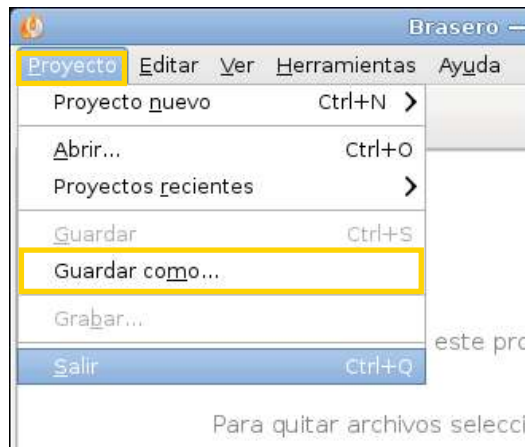 Brasero —
Proyecto Editar Ver Herramientas Ayuda
Proyecto nuevo Ctrl+N
Abrir... Ctrl+O
Proyectos recientes
Guardar Ctrl+S
Guardar como...
Grabar...
este pro
Salir Ctrl+Q
Para quitar archivos selecci